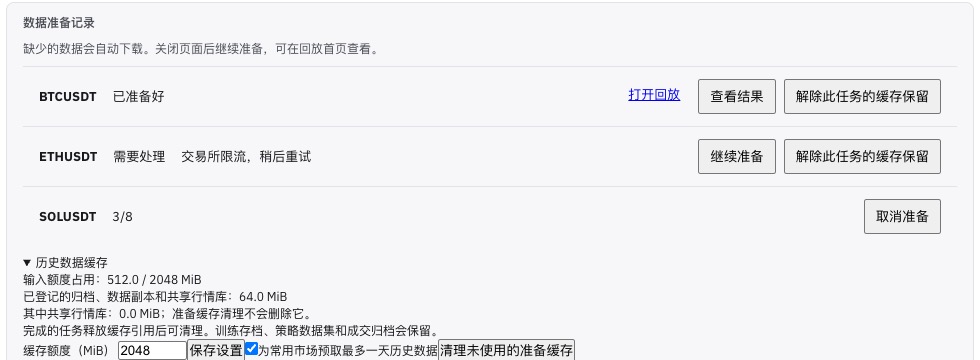 数据准备记录
缺少的数据会自动下载。关闭页面后继续准备，可在回放首页查看。
BTCUSDT 已准备好 打开回放 查看结果 解除此任务的缓存保留
ETHUSDT 需要处理 交易所限流，稍后重试 继续准备 解除此任务的缓存保留
SOLUSDT 3/8 取消准备
▼ 历史数据缓存
输入额度占用：512.0 / 2048 MiB
已登记的归档、数据副本和共享行情库：64.0 MiB
其中共享行情库：0.0 MiB；准备缓存清理不会删除它。
完成的任务释放缓存引用后可清理。训练存档、策略数据集和成交归档会保留。
缓存额度（MiB） 2048 保存设置 为常用市场预取最多一天历史数据 清理未使用的准备缓存